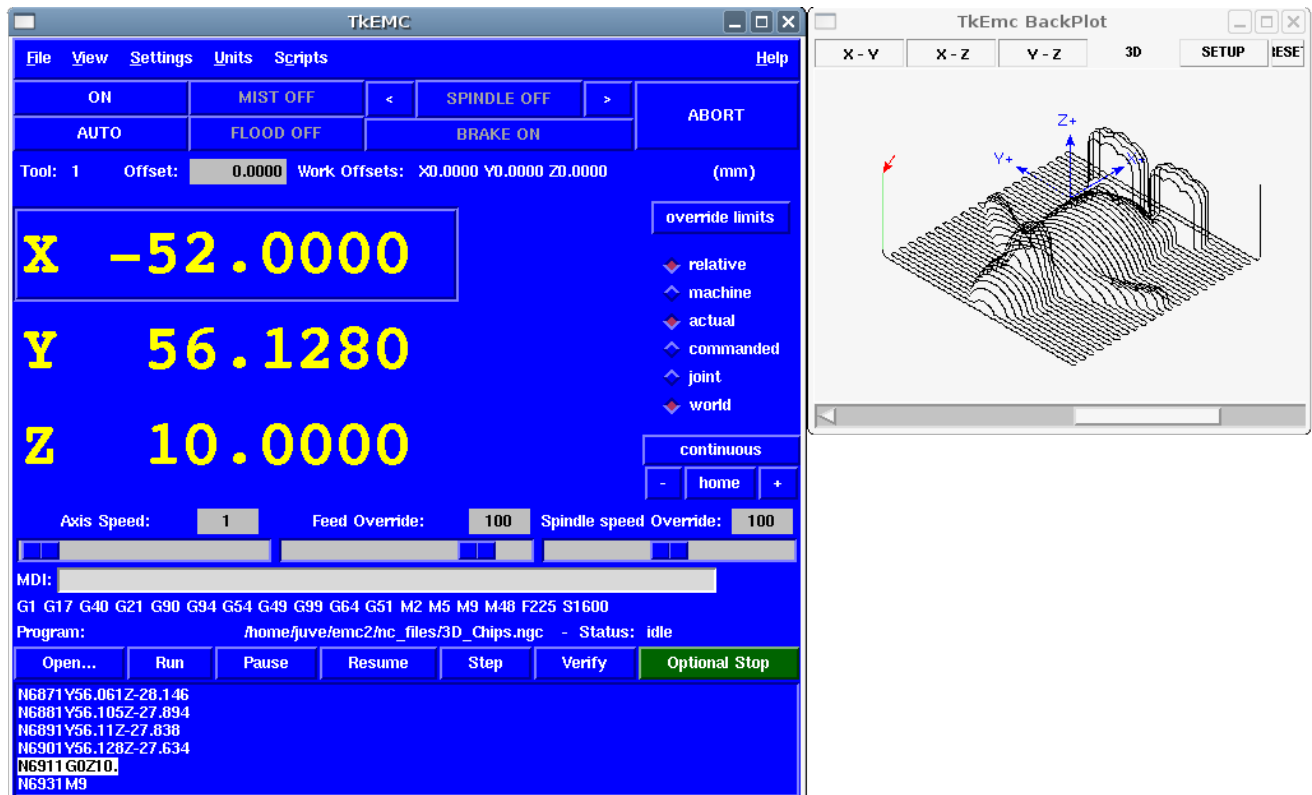 TkEMC
File View Settings Units Scripts Help
ON MIST OFF < SPINDLE OFF > ABORT
AUTO FLOOD OFF BRAKE ON
Tool: 1 Offset: 0.0000 Work Offsets: X0.0000 Y0.0000 Z0.0000 (mm)
override limits
X -52.0000
relative
machine
Y 56.1280
actual
commanded
joint
world
Z 10.0000
continuous
- home +
Axis Speed: 1 Feed Override: 100 Spindle speed Override: 100
MDI:
G1 G17 G40 G21 G90 G94 G54 G49 G99 G64 G51 M2 M5 M9 M48 F225 S1600
Program: /home/juve/emc2/nc_files/3D_Chips.ngc - Status: idle
Open... Run Pause Resume Step Verify Optional Stop
N6871Y56.061Z-28.146
N6881Y56.105Z-27.894
N6891Y56.11Z-27.838
N6901Y56.128Z-27.634
N6911G0Z10.
N6931M9
TkEmc BackPlot
X - Y X - Z Y - Z 3D SETUP RESET
Z+
Y+ X+